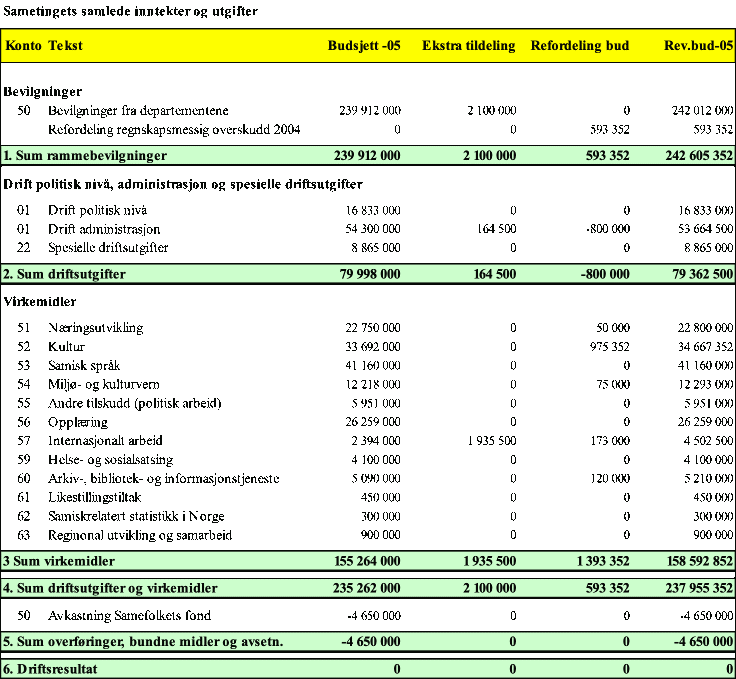 Sametingets samlede inntekter og utgifter
Konto Tekst Budsjett -05 Ekstra tildeling Refordeling bud Rev.bud-05
Bevilgninger
50 Bevilgninger fra departementene 239 912 000 2 100 000 0 242 012 000
Refordeling regnskapsmessig overskudd 2004 0 0 593 352 593 352
1. Sum rammebevilgninger 239 912 000 2 100 000 593 352 242 605 352
Drift politisk nivå, administrasjon og spesielle driftsutgifter
01 Drift politisk nivå 16 833 000 0 0 16 833 000
01 Drift administrasjon 54 300 000 164 500 -800 000 53 664 500
22 Spesielle driftsutgifter 8 865 000 0 0 8 865 000
2. Sum driftsutgifter 79 998 000 164 500 -800 000 79 362 500
Virkemidler
51 Næringsutvikling 22 750 000 0 50 000 22 800 000
52 Kultur 33 692 000 0 975 352 34 667 352
53 Samisk språk 41 160 000 0 0 41 160 000
54 Miljø- og kulturvern 12 218 000 0 75 000 12 293 000
55 Andre tilskudd (politisk arbeid) 5 951 000 0 0 5 951 000
56 Opplæring 26 259 000 0 0 26 259 000
57 Internasjonalt arbeid 2 394 000 1 935 500 173 000 4 502 500
59 Helse- og sosialsatsing 4 100 000 0 0 4 100 000
60 Arkiv-, bibliotek- og informasjonstjeneste 5 090 000 0 120 000 5 210 000
61 Likestillingstiltak 450 000 0 0 450 000
62 Samiskrelatert statistikk i Norge 300 000 0 0 300 000
63 Reginonal utvikling og samarbeid 900 000 0 0 900 000
3 Sum virkemidler 155 264 000 1 935 500 1 393 352 158 592 852
4. Sum driftsutgifter og virkemidler 235 262 000 2 100 000 593 352 237 955 352
50 Avkastning Samefolkets fond -4 650 000 0 0 -4 650 000
5. Sum overføringer, bundne midler og avsetn. -4 650 000 0 0 -4 650 000
6. Driftsresultat 0 0 0 0